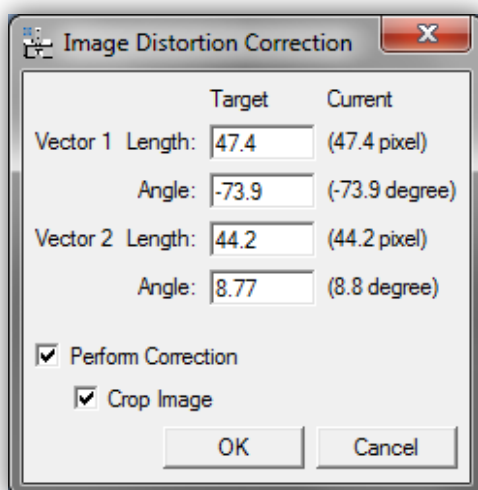 Image Distortion Correction
Target Current
Vector 1 Length: 47.4 (47.4 pixel)
Angle: -73.9 (-73.9 degree)
Vector 2 Length: 44.2 (44.2 pixel)
Angle: 8.77 (8.8 degree)
Perform Correction
Crop Image
OK Cancel